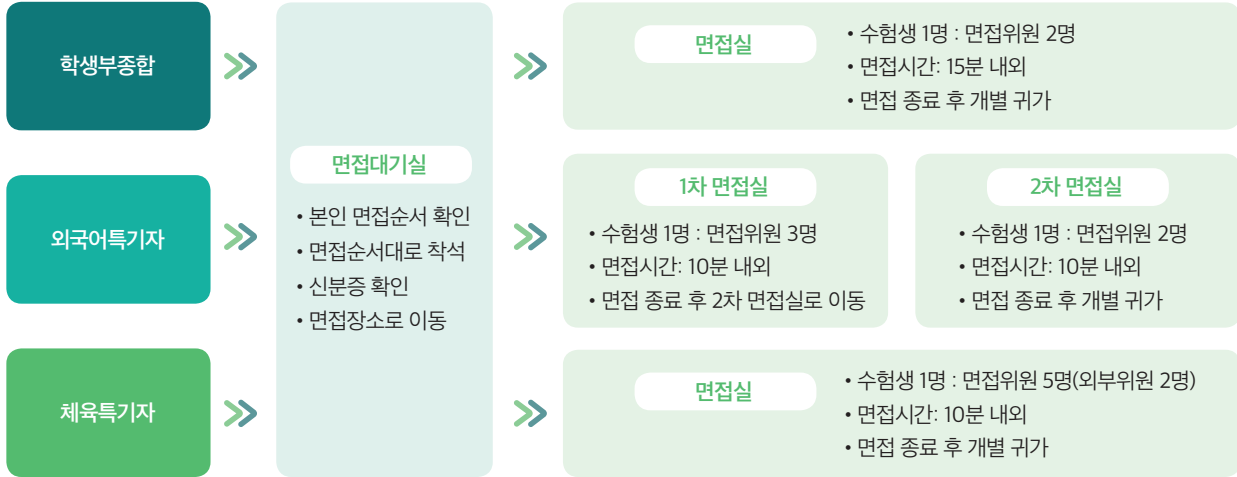 학생부종합
면접실
• 수험생 1명 : 면접위원 2명
• 면접시간: 15분 내외
• 면접 종료 후 개별 귀가
면접대기실
• 본인 면접순서 확인
• 면접순서대로 착석
• 신분증 확인
• 면접장소로 이동
외국어특기자
1차 면접실
• 수험생 1명 : 면접위원 3명
• 면접시간: 10분 내외
• 면접 종료 후 2차 면접실로 이동
2차 면접실
• 수험생 1명 : 면접위원 2명
• 면접시간: 10분 내외
• 면접 종료 후 개별 귀가
체육특기자
면접실
• 수험생 1명 : 면접위원 5명(외부위원 2명)
• 면접시간: 10분 내외
• 면접 종료 후 개별 귀가